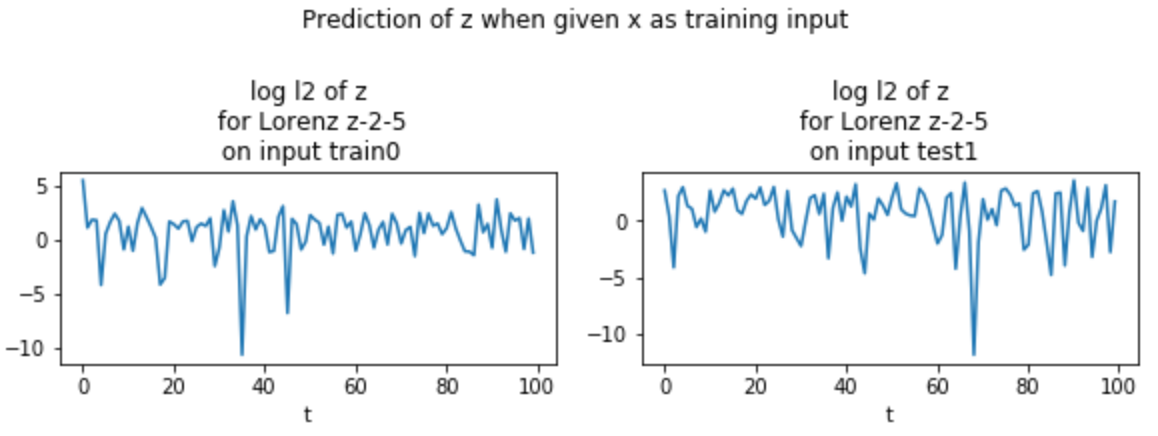 Prediction of z when given x as training input
log l2 of z
for Lorenz z-2-5
on input train0
5
0
−5
−10
0 20 40 60 80 100
t
log l2 of z
for Lorenz z-2-5
on input test1
0
−5
−10
0 20 40 60 80 100
t